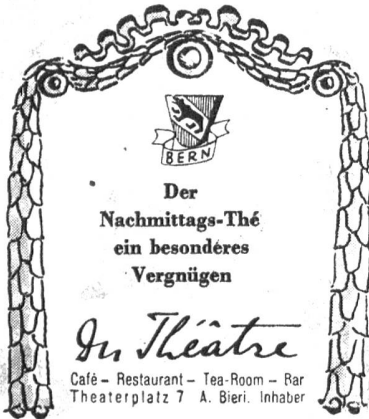 BERN
Der
Nachmittags-Thé
ein besonderes
Vergnügen
Du Théâtre
Café – Restaurant – Tea-Room – Bar
Theaterplatz 7 A. Bieri, Inhaber